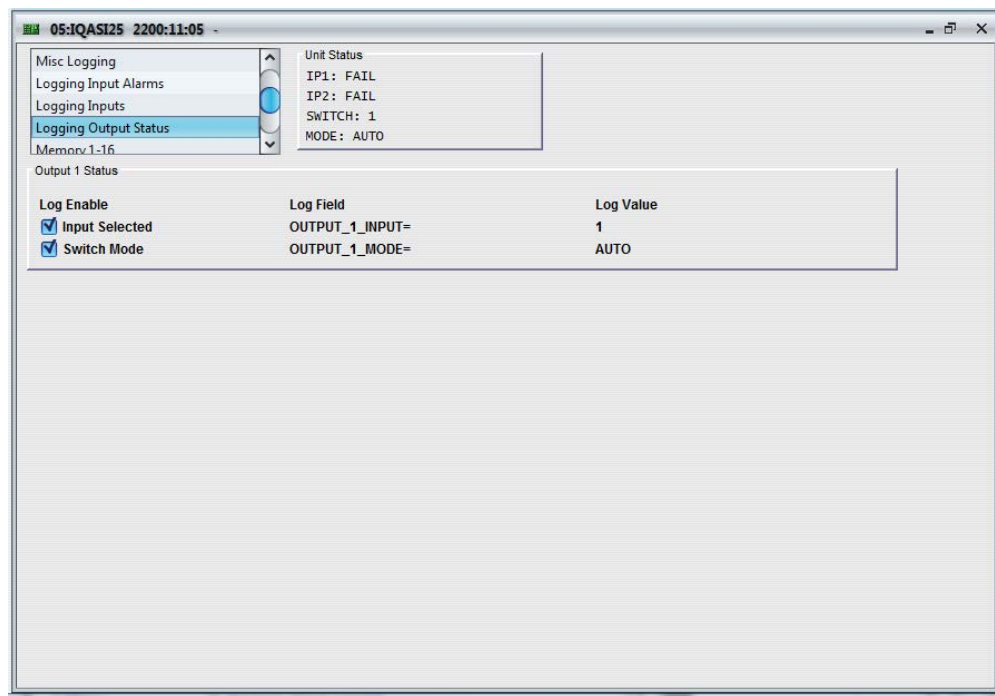 05:IQASI25 2200:11:05 -
Misc Logging
Logging Input Alarms
Logging Inputs
Logging Output Status
Memory 1-16
Unit Status
IP1: FAIL
IP2: FAIL
SWITCH: 1
MODE: AUTO
Output 1 Status
Log Enable Log Field Log Value
Input Selected OUTPUT_1_INPUT= 1
Switch Mode OUTPUT_1_MODE= AUTO